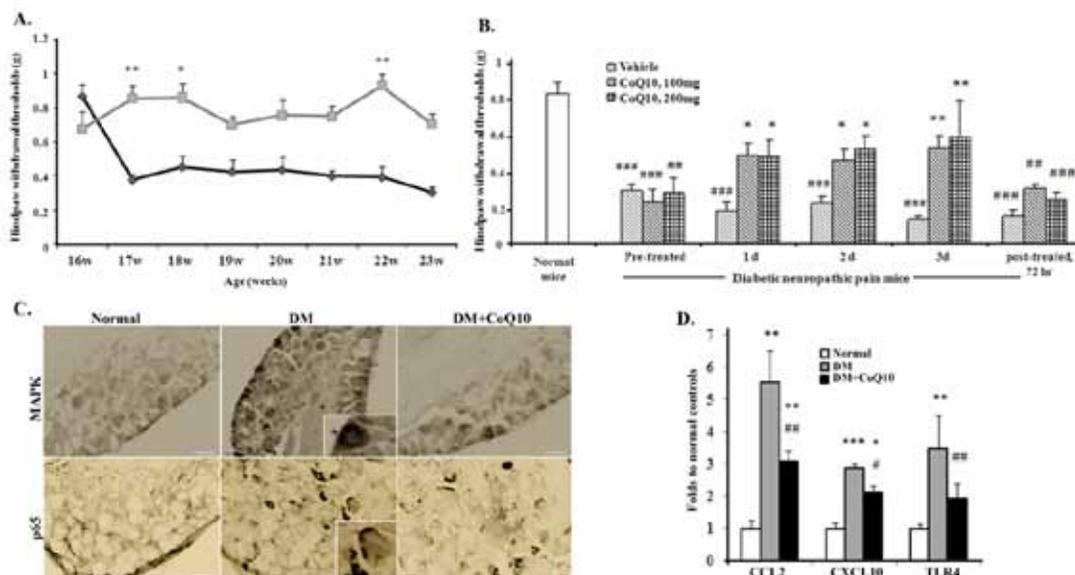 A.
Hindpaw withdrawal thresholds (g)
1.2
1
0.8
0.6
0.4
0.2
0
** * **
16w 17w 18w 19w 20w 21w 22w 23w
Age (weeks)
B.
Hindpaw withdrawal thresholds (g)
1
0.8
0.6
0.4
0.2
0
Vehicle
CoQ10, 100mg
CoQ10, 200mg
### ### ##
### * *
### * *
### ** **
### ## ###
Normal mice
Pre-treated 1d 2d 3d post-treated, 72 hr
Diabetic neuropathic pain mice
C.
Normal DM DM+CoQ10
MAPK
p65
D.
Folds to normal controls
7
6
5
4
3
2
1
0
Normal
DM
DM+CoQ10
** **
##
*** *
#
** ##
CCL2 CXCL10 TLR4